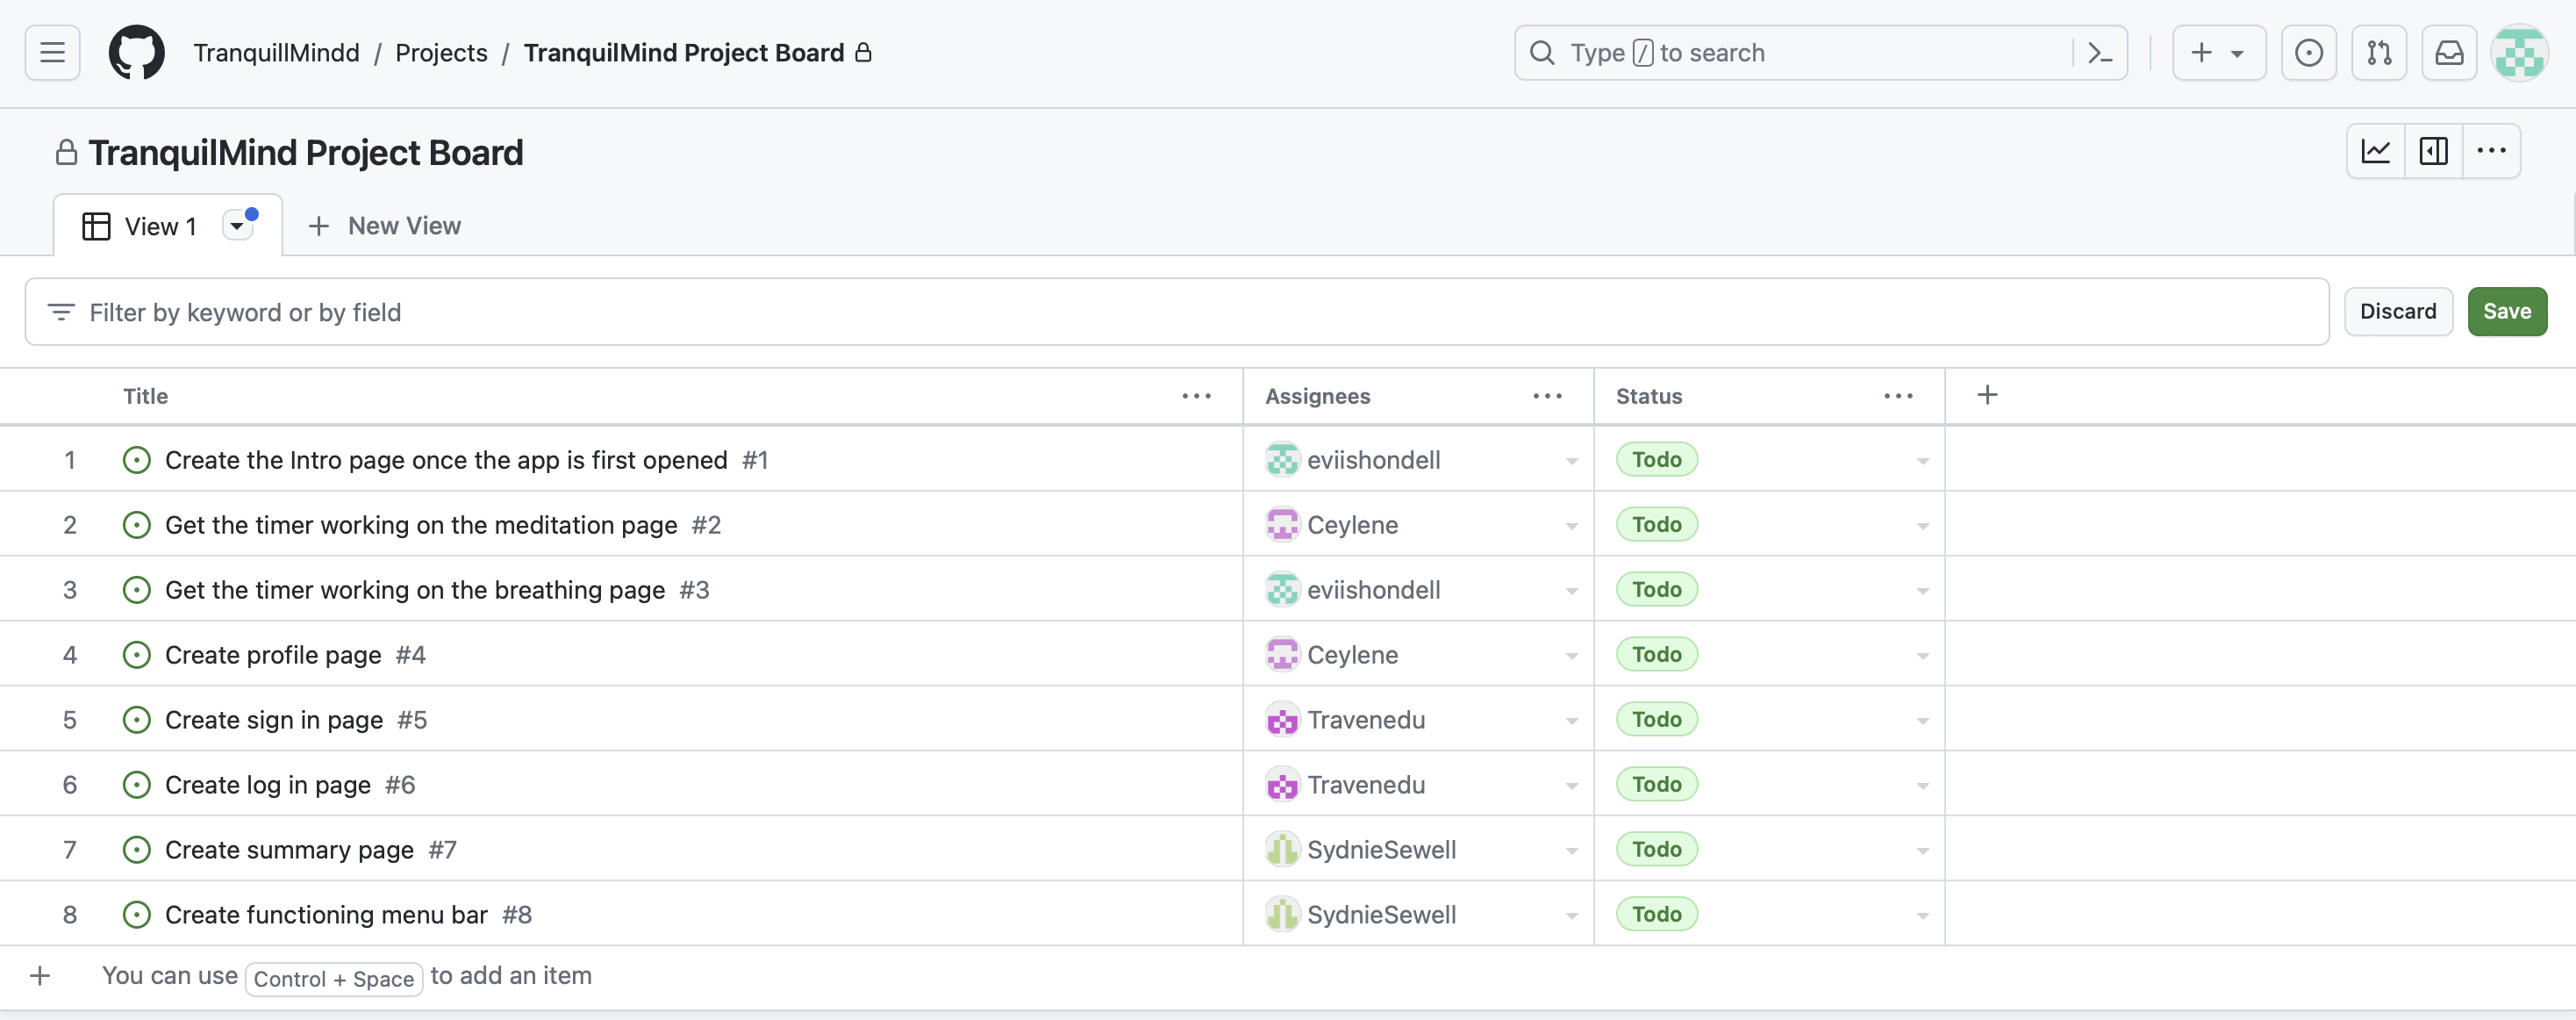 TranquillMindd / Projects / TranquilMind Project Board
Type / to search
TranquilMind Project Board
View 1
New View
Filter by keyword or by field
Discard
Save
Title Assignees Status
1 Create the Intro page once the app is first opened #1 eviishondell Todo
2 Get the timer working on the meditation page #2 Ceylene Todo
3 Get the timer working on the breathing page #3 eviishondell Todo
4 Create profile page #4 Ceylene Todo
5 Create sign in page #5 Travenedu Todo
6 Create log in page #6 Travenedu Todo
7 Create summary page #7 SydnieSewell Todo
8 Create functioning menu bar #8 SydnieSewell Todo
You can use Control + Space to add an item